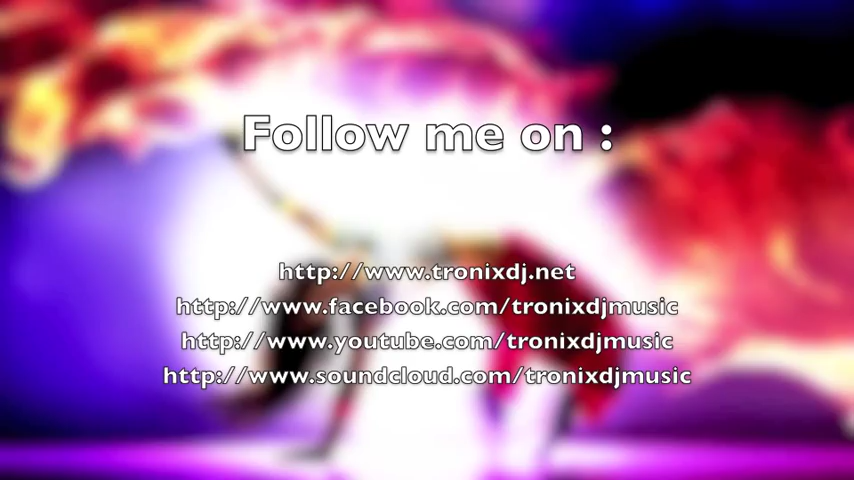 Follow me on :
http://www.tronixdj.net
http://www.facebook.com/tronixdjmusic
http://www.youtube.com/tronixdjmusic
http://www.soundcloud.com/tronixdjmusic